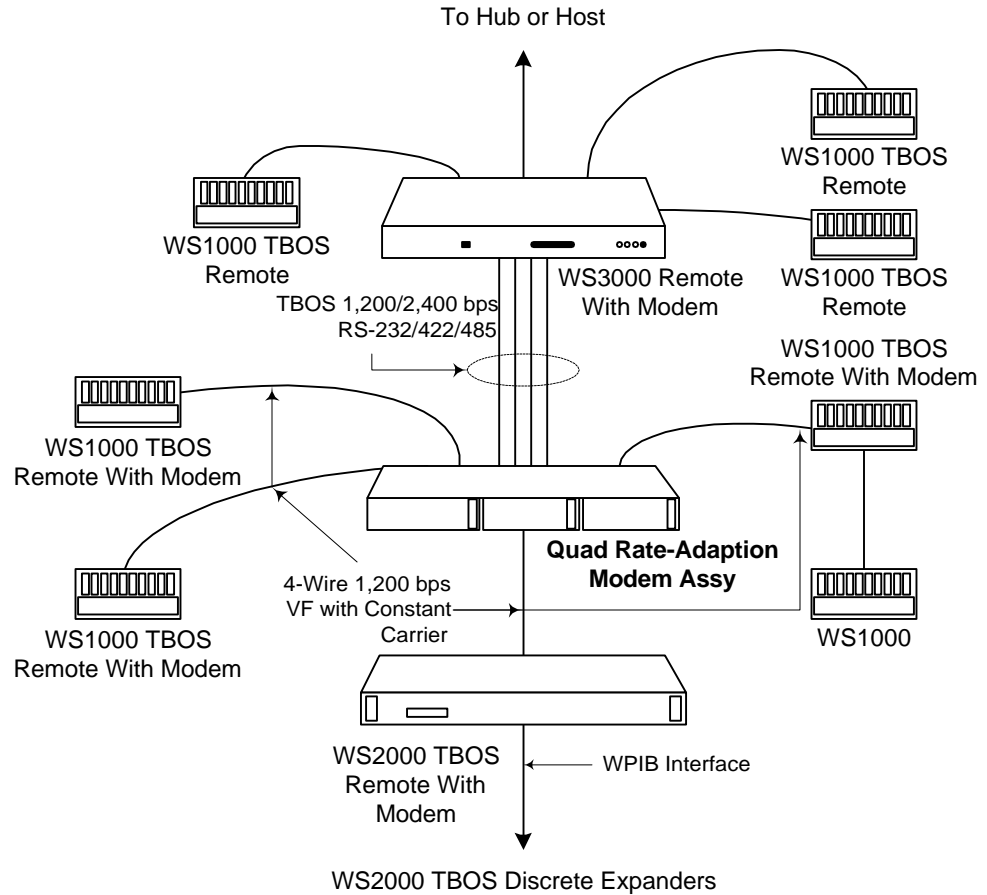 To Hub or Host
WS1000 TBOS
Remote
WS1000 TBOS
Remote
WS3000 Remote
With Modem
WS1000 TBOS
Remote
TBOS 1,200/2,400 bps
RS-232/422/485
WS1000 TBOS
Remote With Modem
WS1000 TBOS
Remote With Modem
Quad Rate-Adaption
Modem Assy
4-Wire 1,200 bps
VF with Constant
Carrier
WS1000 TBOS
Remote With Modem
WS1000
WS2000 TBOS
Remote With
Modem
WPIB Interface
WS2000 TBOS Discrete Expanders